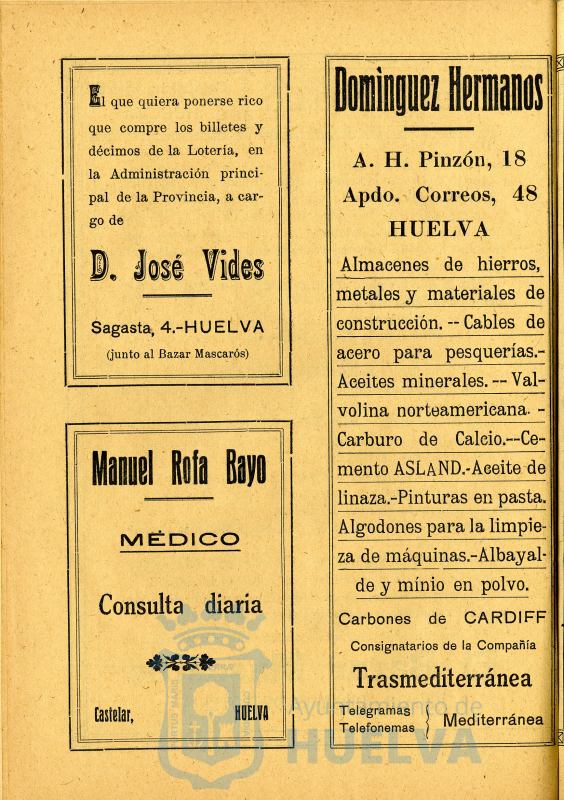 El que quiera ponerse rico
que compre los billetes y
décimos de la Lotería, en
la Administración princi-
pal de la Provincia, a car-
go de
D. José Vides
Sagasta, 4.-HUELVA
(junto al Bazar Mascarós)
Manuel Rofa Bayo
MÉDICO
Consulta diaria
Castelar, HUELVA
Dominguez Hermanos
A. H. Pinzón, 18
Apdo. Correos, 48
HUELVA
Almacenes de hierros,
metales y materiales de
construcción. -- Cables de
acero para pesquerías.-
Aceites minerales. -- Val-
volina norteamericana. -
Carburo de Calcio.--Ce-
mento ASLAND.-Aceite de
linaza.-Pinturas en pasta.
Algodones para la limpie-
za de máquinas.-Albayal-
de y mínio en polvo.
Carbones de CARDIFF
Consignatarios de la Compañía
Trasmediterránea
Telegramas
Telefonemas } Mediterránea
Ayuntamiento de
HUELVA